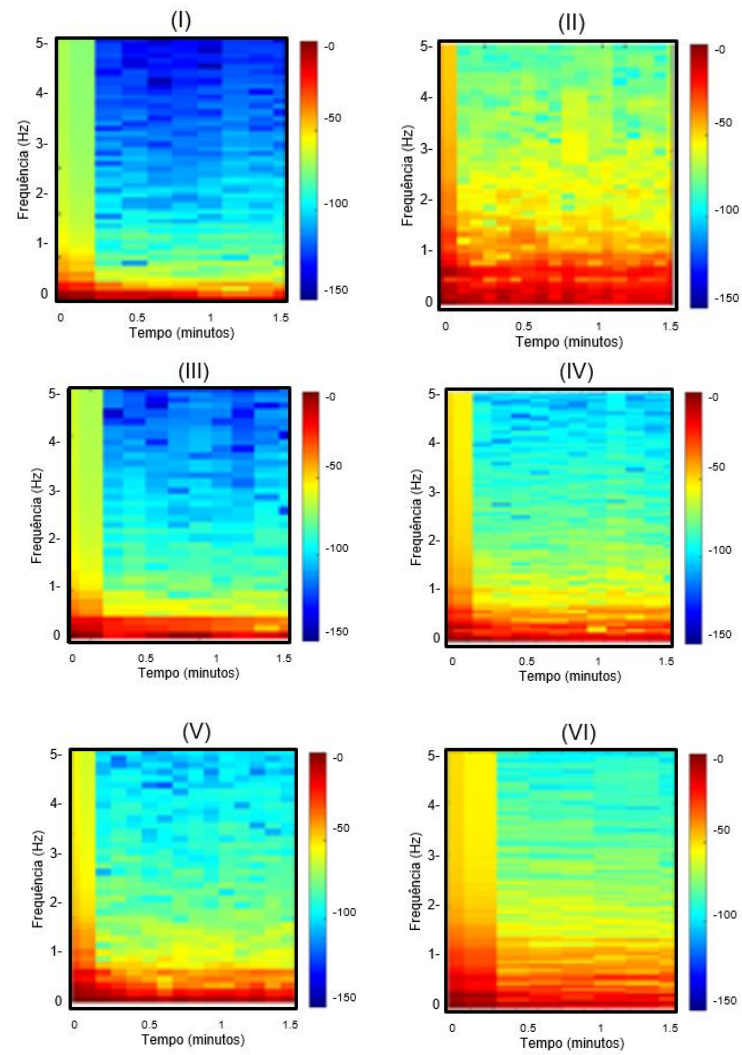 (I)
5-
4-
3-
2-
1-
0
Frequência (Hz)
0 0.5 1 1.5
Tempo (minutos)
-0
-50
-100
-150
(II)
5-
4-
3-
2-
1-
0
Frequência (Hz)
0 0.5 1 1.5
Tempo (minutos)
-0
-50
-100
-150
(III)
5-
4-
3-
2-
1-
0
Frequência (Hz)
0 0.5 1 1.5
Tempo (minutos)
-0
-50
-100
-150
(IV)
5-
4-
3-
2-
1-
0
Frequência (Hz)
0 0.5 1 1.5
Tempo (minutos)
-0
-50
-100
-150
(V)
5-
4-
3-
2-
1-
0
Frequência (Hz)
0 0.5 1 1.5
Tempo (minutos)
-0
-50
-100
-150
(VI)
5-
4-
3-
2-
1-
0
Frequência (Hz)
0 0.5 1 1.5
Tempo (minutos)
-0
-50
-100
-150